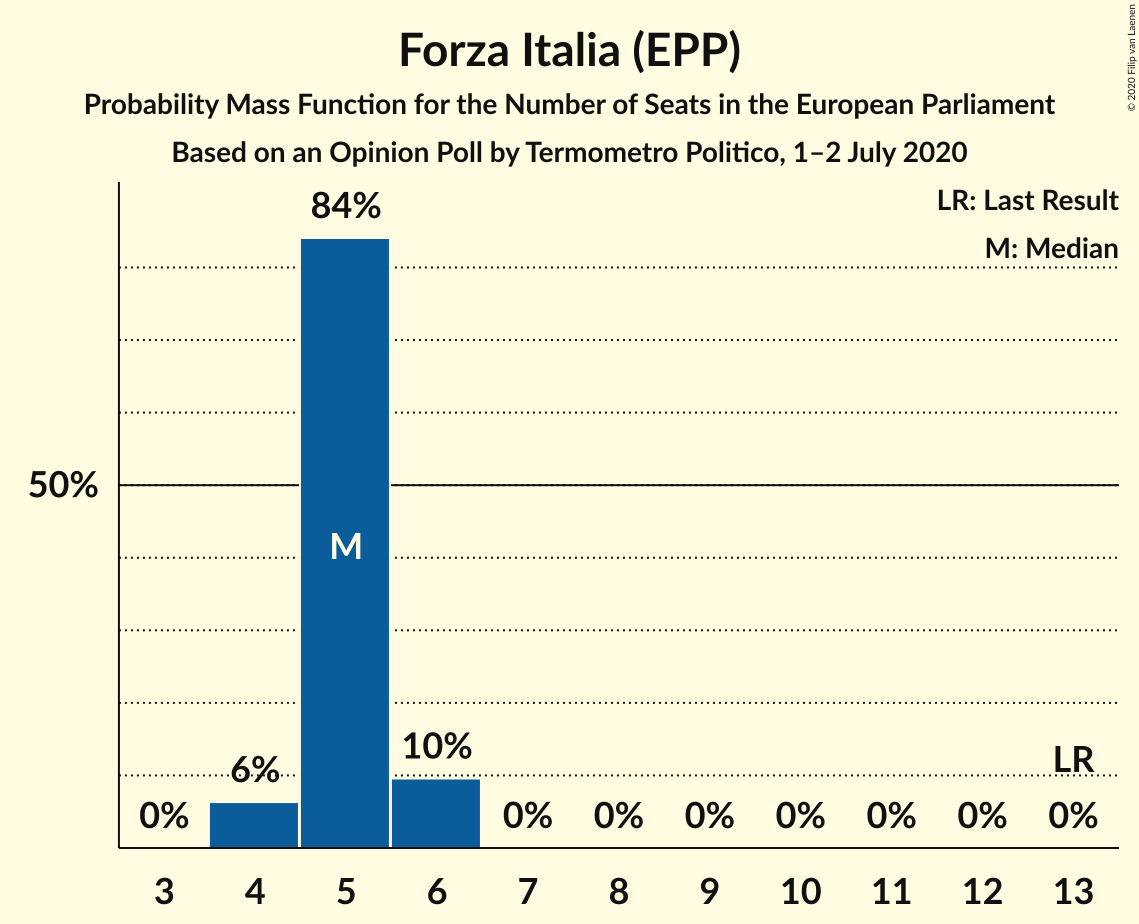 © 2020 Filip van Laenen
Forza Italia (EPP)
Probability Mass Function for the Number of Seats in the European Parliament
Based on an Opinion Poll by Termometro Politico, 1–2 July 2020
LR: Last Result
M: Median
84%
50%
M
10%
6%
LR
0% 0% 0% 0% 0% 0% 0% 0%
3 4 5 6 7 8 9 10 11 12 13